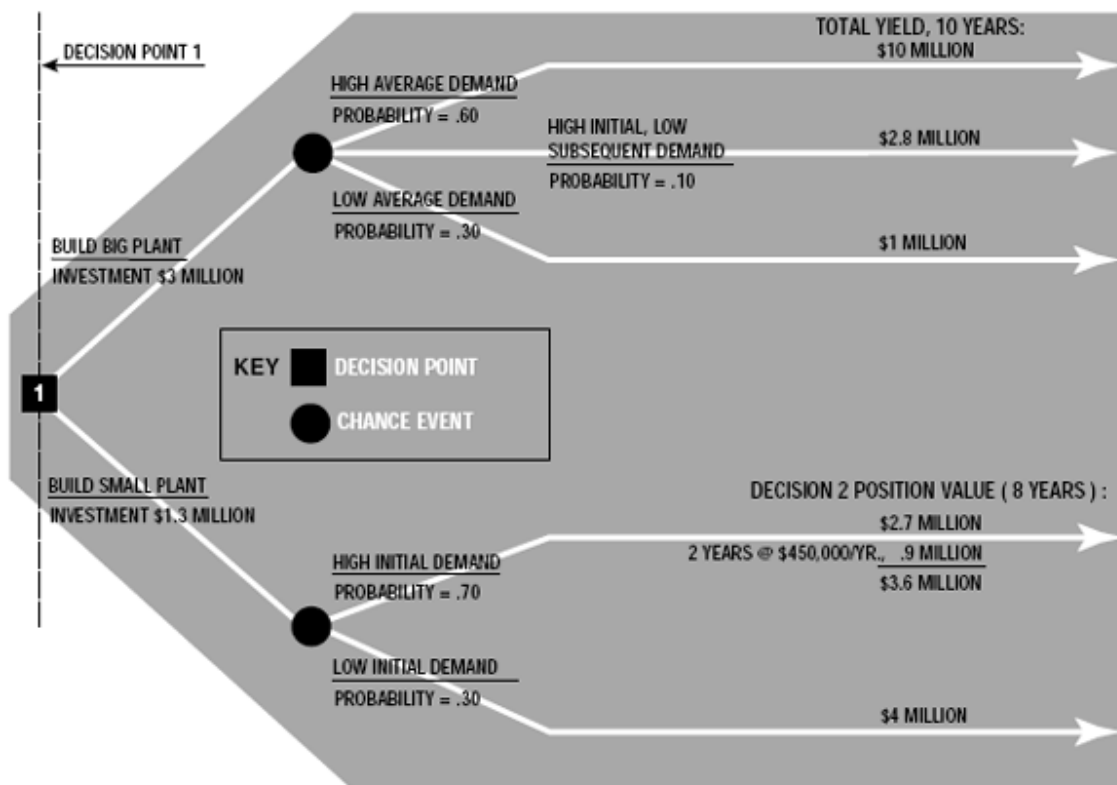 DECISION POINT 1
TOTAL YIELD, 10 YEARS:
$10 MILLION
HIGH AVERAGE DEMAND
PROBABILITY = .60
HIGH INITIAL, LOW
SUBSEQUENT DEMAND
PROBABILITY = .10
$2.8 MILLION
LOW AVERAGE DEMAND
PROBABILITY = .30
$1 MILLION
BUILD BIG PLANT
INVESTMENT $3 MILLION
KEY
DECISION POINT
CHANCE EVENT
1
BUILD SMALL PLANT
INVESTMENT $1.3 MILLION
DECISION 2 POSITION VALUE ( 8 YEARS ) :
$2.7 MILLION
2 YEARS @ $450,000/YR., .9 MILLION
$3.6 MILLION
HIGH INITIAL DEMAND
PROBABILITY = .70
LOW INITIAL DEMAND
PROBABILITY = .30
$4 MILLION